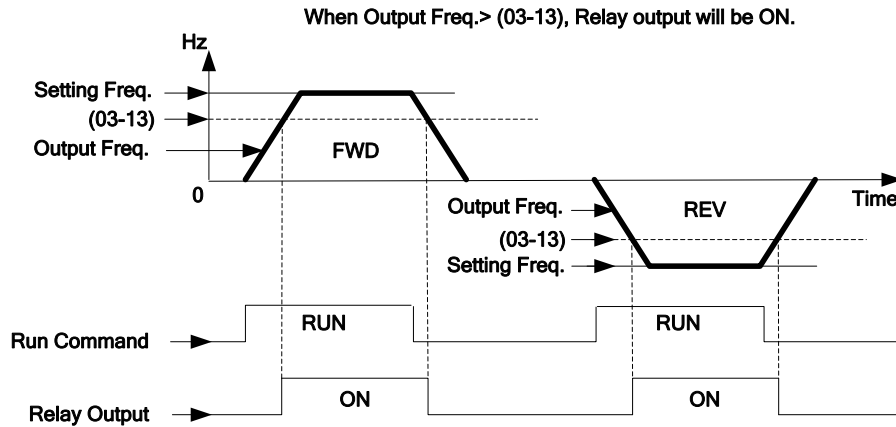 When Output Freq.> (03-13), Relay output will be ON.
Hz
Setting Freq.
(03-13)
Output Freq.
FWD
0
Time
Output Freq.
REV
(03-13)
Setting Freq.
RUN
RUN
Run Command
ON
ON
Relay Output